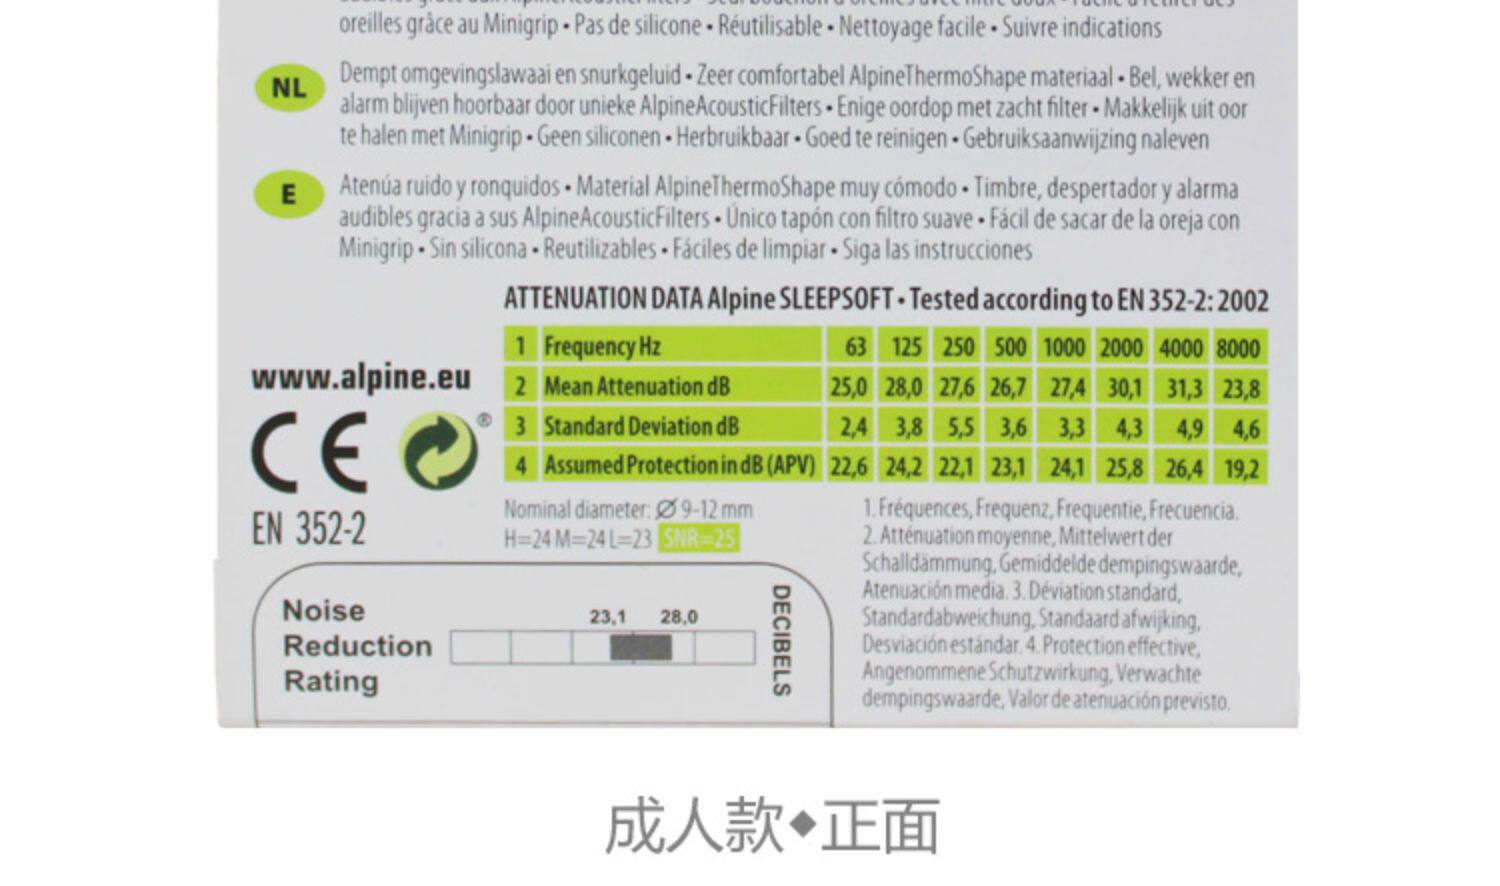 oreilles grâce au Minigrip • Pas de silicone • Réutilisable • Nettoyage facile • Suivre indications
NL
Dempt omgevingslawaai en snurkgeluid • Zeer comfortabel AlpineThermoShape materiaal • Bel, wekker en
alarm blijven hoorbaar door unieke AlpineAcousticFilters • Enige oordop met zacht filter • Makkelijk uit oor
te halen met Minigrip • Geen siliconen • Herbruikbaar • Goed te reinigen • Gebruiksaanwijzing naleven
E
Atenúa ruido y ronquidos • Material AlpineThermoShape muy cómodo • Timbre, despertador y alarma
audibles gracia a sus AlpineAcousticFilters • Único tapón con filtro suave • Fácil de sacar de la oreja con
Minigrip • Sin silicona • Reutilizables • Fáciles de limpiar • Siga las instrucciones
ATTENUATION DATA Alpine SLEEPSOFT • Tested according to EN 352-2: 2002
1 Frequency Hz 63 125 250 500 1000 2000 4000 8000
2 Mean Attenuation dB 25,0 28,0 27,6 26,7 27,4 30,1 31,3 23,8
3 Standard Deviation dB 2,4 3,8 5,5 3,6 3,3 4,3 4,9 4,6
4 Assumed Protection in dB (APV) 22,6 24,2 22,1 23,1 24,1 25,8 26,4 19,2
www.alpine.eu
CE
®
EN 352-2
Nominal diameter: Ø 9-12 mm
H=24 M=24 L=23 SNR=25
1. Fréquences, Frequenz, Frequentie, Frecuencia.
2. Atténuation moyenne, Mittelwert der
Schalldämmung, Gemiddelde dempingswaarde,
Atenuación media. 3. Déviation standard,
Standardabweichung, Standaard afwijking,
Desviación estándar. 4. Protection effective,
Angenommene Schutzwirkung, Verwachte
dempingswaarde, Valor de atenuación previsto.
Noise
Reduction
Rating
23,1 28,0
DECIBELS
成人款◆正面